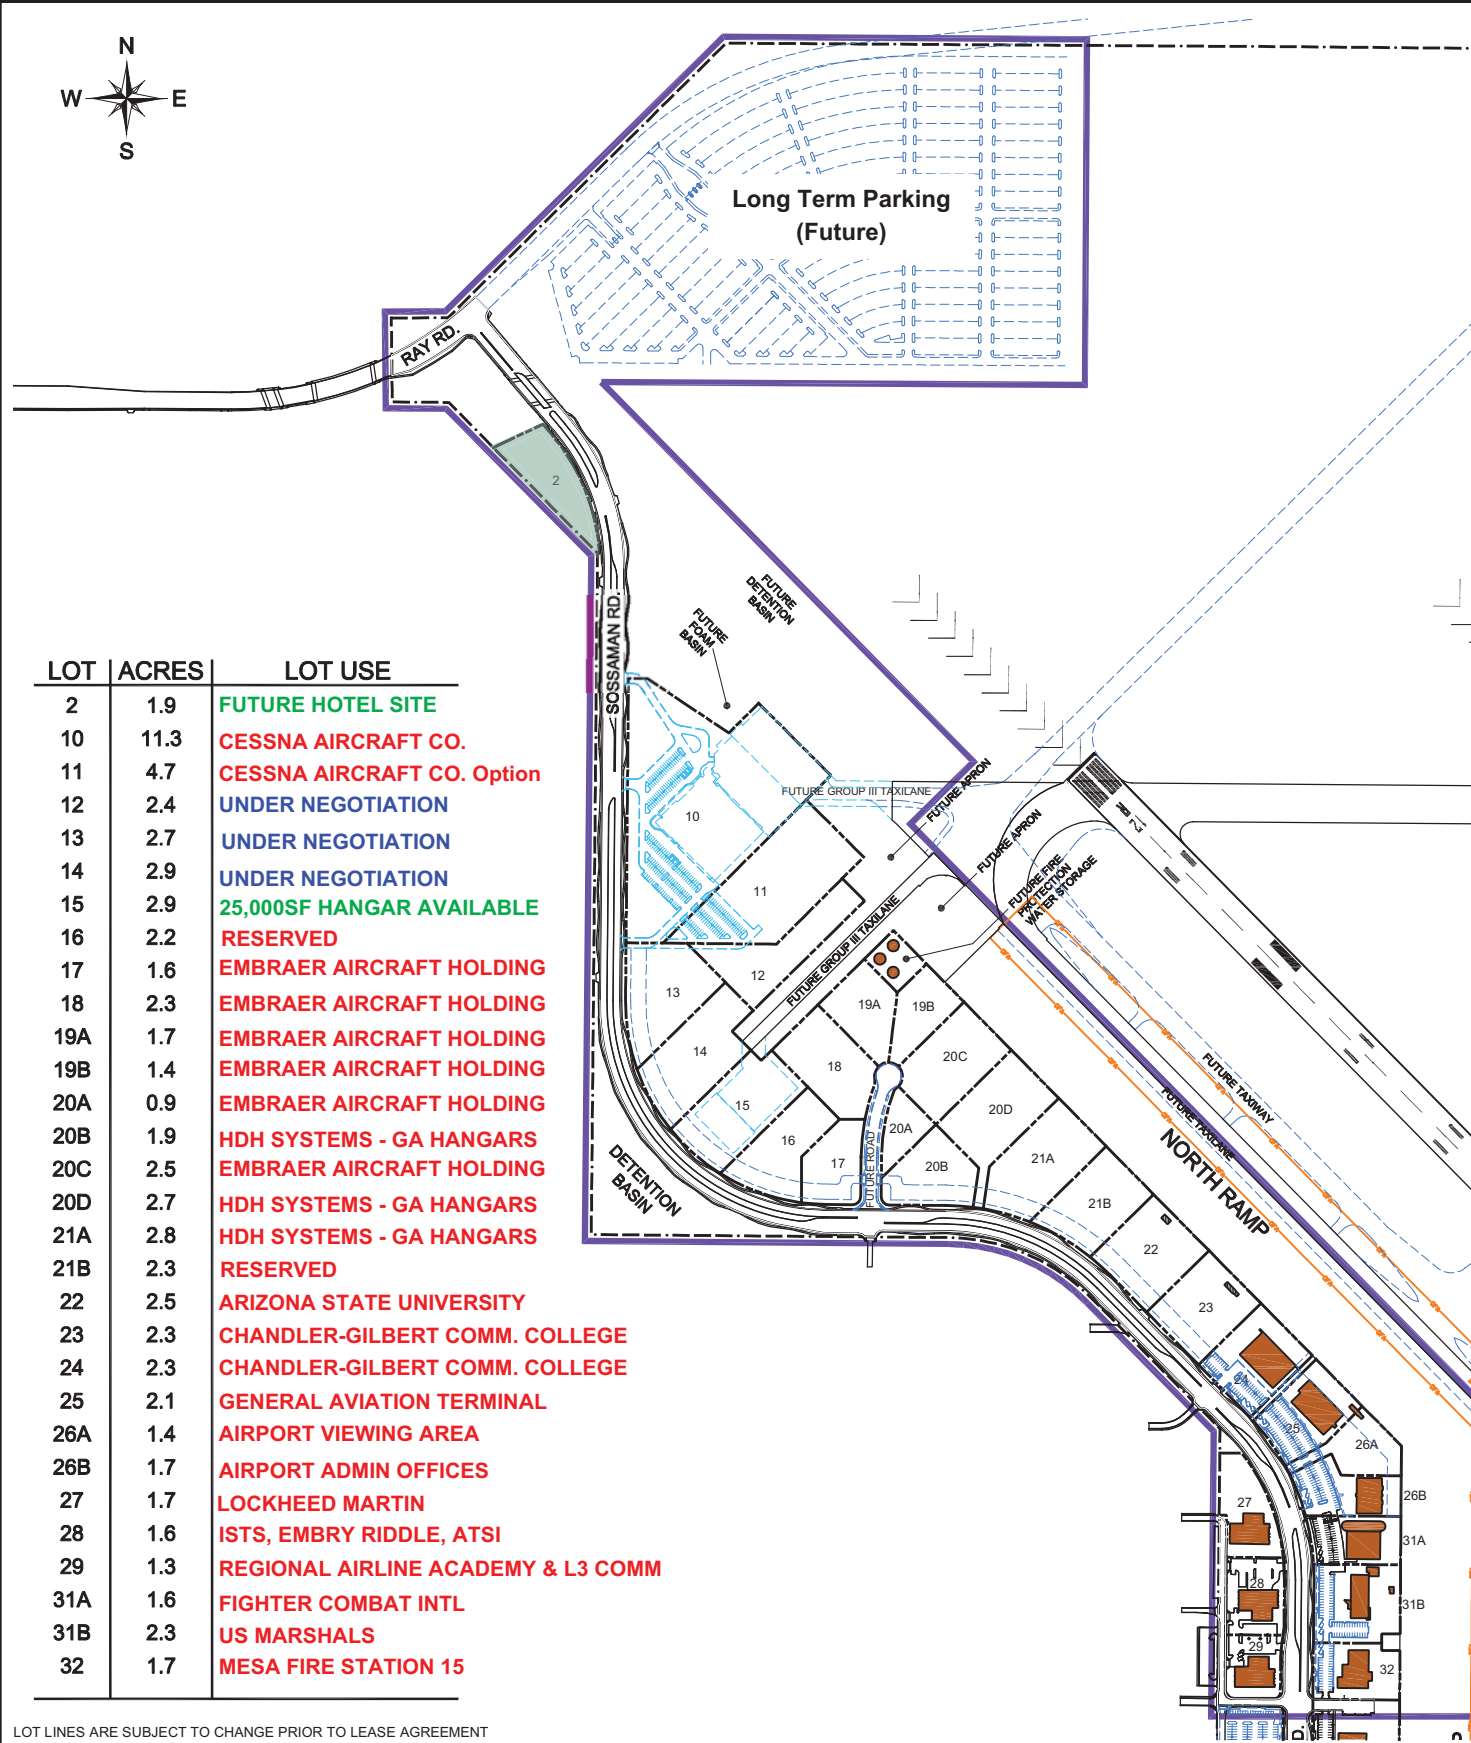 N
W E
S
Long Term Parking
(Future)
RAY RD.
2
SOSSAMAN RD.
FUTURE
DETENTION
BASIN
FUTURE
FOAM
BASIN
LOT ACRES LOT USE
2 1.9 FUTURE HOTEL SITE
10 11.3 CESSNA AIRCRAFT CO.
11 4.7 CESSNA AIRCRAFT CO. Option
12 2.4 UNDER NEGOTIATION
13 2.7 UNDER NEGOTIATION
14 2.9 UNDER NEGOTIATION
15 2.9 25,000SF HANGAR AVAILABLE
16 2.2 RESERVED
17 1.6 EMBRAER AIRCRAFT HOLDING
18 2.3 EMBRAER AIRCRAFT HOLDING
19A 1.7 EMBRAER AIRCRAFT HOLDING
19B 1.4 EMBRAER AIRCRAFT HOLDING
20A 0.9 EMBRAER AIRCRAFT HOLDING
20B 1.9 HDH SYSTEMS - GA HANGARS
20C 2.5 EMBRAER AIRCRAFT HOLDING
20D 2.7 HDH SYSTEMS - GA HANGARS
21A 2.8 HDH SYSTEMS - GA HANGARS
21B 2.3 RESERVED
22 2.5 ARIZONA STATE UNIVERSITY
23 2.3 CHANDLER-GILBERT COMM. COLLEGE
24 2.3 CHANDLER-GILBERT COMM. COLLEGE
25 2.1 GENERAL AVIATION TERMINAL
26A 1.4 AIRPORT VIEWING AREA
26B 1.7 AIRPORT ADMIN OFFICES
27 1.7 LOCKHEED MARTIN
28 1.6 ISTS, EMBRY RIDDLE, ATSI
29 1.3 REGIONAL AIRLINE ACADEMY & L3 COMM
31A 1.6 FIGHTER COMBAT INTL
31B 2.3 US MARSHALS
32 1.7 MESA FIRE STATION 15
LOT LINES ARE SUBJECT TO CHANGE PRIOR TO LEASE AGREEMENT
FUTURE GROUP III TAXILANE
FUTURE APRON
10
FUTURE APRON
FUTURE FIRE
PROTECTION
WATER STORAGE
11
FUTURE GROUP III TAXILANE
12
13
19A
19B
14
18
20C
FUTURE TAXIWAY
FUTURE TAXILANE
15
20D
16
20A
NORTH RAMP
17
FUTURE ROAD
20B
21A
DETENTION
BASIN
21B
22
23
24
25
26A
26B
27
31A
28
31B
29
32
D.